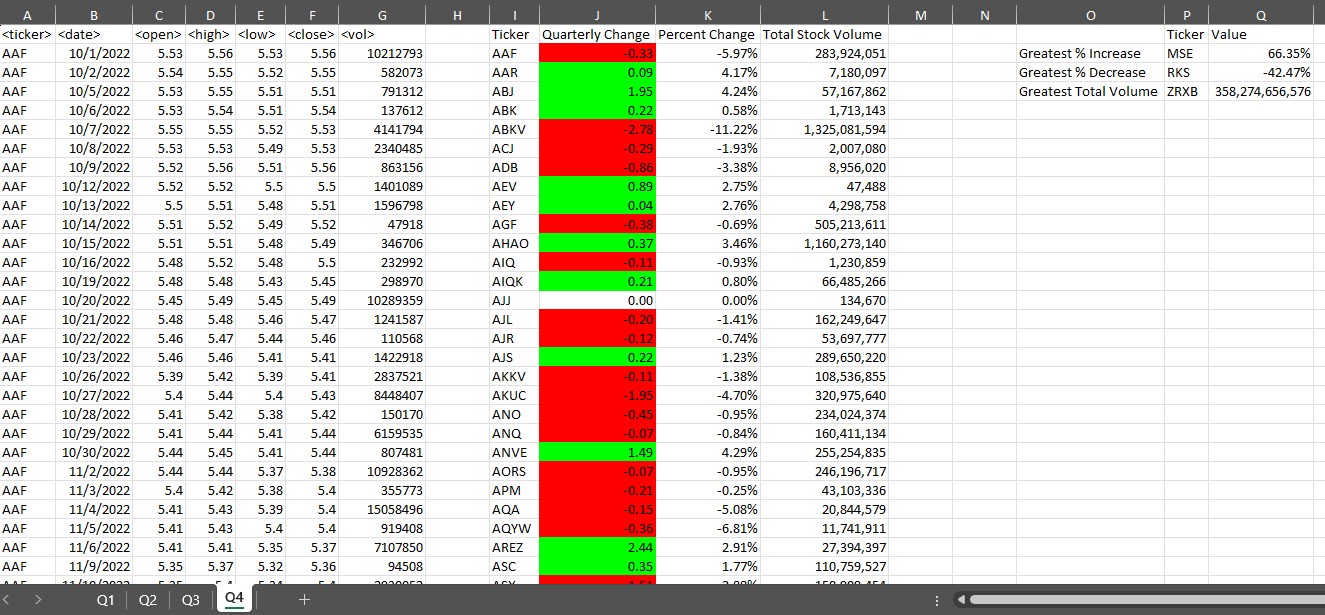 A B C D E F G H I J K L M N O P Q
<ticker> <date> <open> <high> <low> <close> <vol> Ticker Quarterly Change Percent Change Total Stock Volume Ticker Value
AAF 10/1/2022 5.53 5.56 5.53 5.56 10212793 AAF -0.33 -5.97% 283,924,051 Greatest % Increase MSE 66.35%
AAF 10/2/2022 5.54 5.55 5.52 5.55 582073 AAR 0.09 4.17% 7,180,097 Greatest % Decrease RKS -42.47%
AAF 10/5/2022 5.53 5.55 5.51 5.51 791312 ABJ 1.95 4.24% 57,167,862 Greatest Total Volume ZRXB 358,274,656,576
AAF 10/6/2022 5.53 5.54 5.51 5.54 137612 ABK 0.22 0.58% 1,713,143
AAF 10/7/2022 5.55 5.55 5.52 5.53 4141794 ABKV -2.78 -11.22% 1,325,081,594
AAF 10/8/2022 5.53 5.53 5.49 5.53 2340485 ACJ -0.29 -1.93% 2,007,080
AAF 10/9/2022 5.52 5.56 5.51 5.56 863156 ADB -0.86 -3.38% 8,956,020
AAF 10/12/2022 5.52 5.52 5.5 5.5 1401089 AEV 0.89 2.75% 47,488
AAF 10/13/2022 5.5 5.51 5.48 5.51 1596798 AEY 0.04 2.76% 4,298,758
AAF 10/14/2022 5.51 5.52 5.49 5.52 47918 AGF -0.38 -0.69% 505,213,611
AAF 10/15/2022 5.51 5.51 5.48 5.49 346706 AHAO 0.37 3.46% 1,160,273,140
AAF 10/16/2022 5.48 5.52 5.48 5.5 232992 AIQ -0.11 -0.93% 1,230,859
AAF 10/19/2022 5.48 5.48 5.43 5.45 298970 AIQK 0.21 0.80% 66,485,266
AAF 10/20/2022 5.45 5.49 5.45 5.49 10289359 AJJ 0.00 0.00% 134,670
AAF 10/21/2022 5.48 5.48 5.46 5.47 1241587 AJL -0.20 -1.41% 162,249,647
AAF 10/22/2022 5.46 5.47 5.44 5.46 110568 AJR -0.12 -0.74% 53,697,777
AAF 10/23/2022 5.46 5.46 5.41 5.41 1422918 AJS 0.22 1.23% 289,650,220
AAF 10/26/2022 5.39 5.42 5.39 5.41 2837521 AKKV -0.11 -1.38% 108,536,855
AAF 10/27/2022 5.4 5.44 5.4 5.43 8448407 AKUC -1.95 -4.70% 320,975,640
AAF 10/28/2022 5.41 5.42 5.38 5.42 150170 ANO -0.45 -0.95% 234,024,374
AAF 10/29/2022 5.41 5.44 5.41 5.44 6159535 ANQ -0.07 -0.84% 160,411,134
AAF 10/30/2022 5.44 5.45 5.41 5.44 807481 ANVE 1.49 4.29% 255,254,835
AAF 11/2/2022 5.44 5.44 5.37 5.38 10928362 AORS -0.07 -0.95% 246,196,717
AAF 11/3/2022 5.4 5.42 5.38 5.4 355773 APM -0.21 -0.25% 43,103,336
AAF 11/4/2022 5.41 5.43 5.39 5.4 15058496 AQA -0.15 -5.08% 20,844,579
AAF 11/5/2022 5.41 5.43 5.4 5.4 919408 AQYW -0.36 -6.81% 11,741,911
AAF 11/6/2022 5.41 5.41 5.35 5.37 7107850 AREZ 2.44 2.91% 27,394,397
AAF 11/9/2022 5.35 5.37 5.32 5.36 94508 ASC 0.35 1.77% 110,759,527
Q1 Q2 Q3 Q4